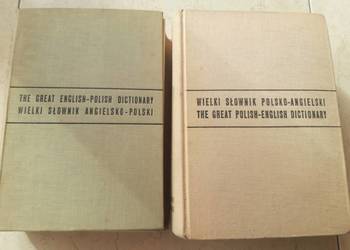 THE GREAT ENGLISH-POLISH DICTIONARY
WIELKI SŁOWNIK ANGIELSKO-POLSKI
WIELKI SŁOWNIK POLSKO-ANGIELSKI
THE GREAT POLISH-ENGLISH DICTIONARY